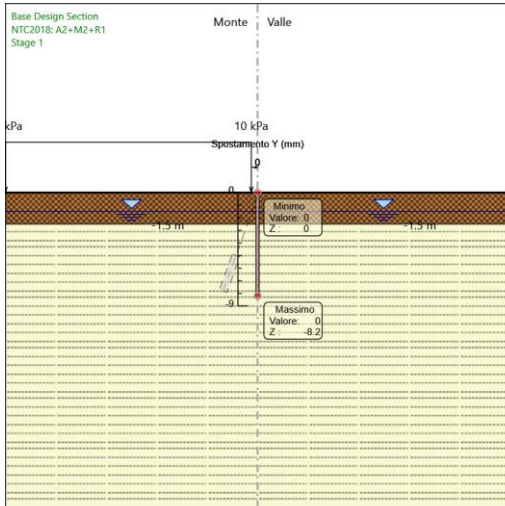 Base Design Section
NTC2018: A2+M2+R1
Stage 1
Monte
Valle
kPa
10 kPa
Spostamento Y (mm)
0
0
Minimo
Valore: 0
Z : 0
-1.5 m
-1.5 m
-9
Massimo
Valore: 0
Z : -8.2